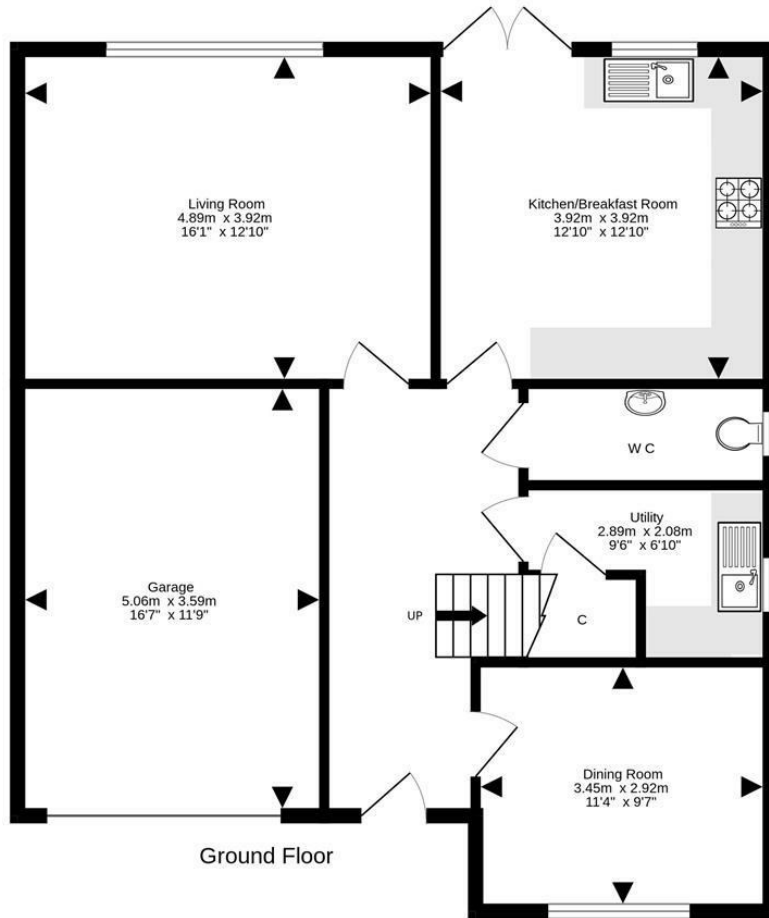 Living Room
4.89m x 3.92m
16'1" x 12'10"
Kitchen/Breakfast Room
3.92m x 3.92m
12'10" x 12'10"
W C
Utility
2.89m x 2.08m
9'6" x 6'10"
Garage
5.06m x 3.59m
16'7" x 11'9"
UP
C
Dining Room
3.45m x 2.92m
11'4" x 9'7"
Ground Floor